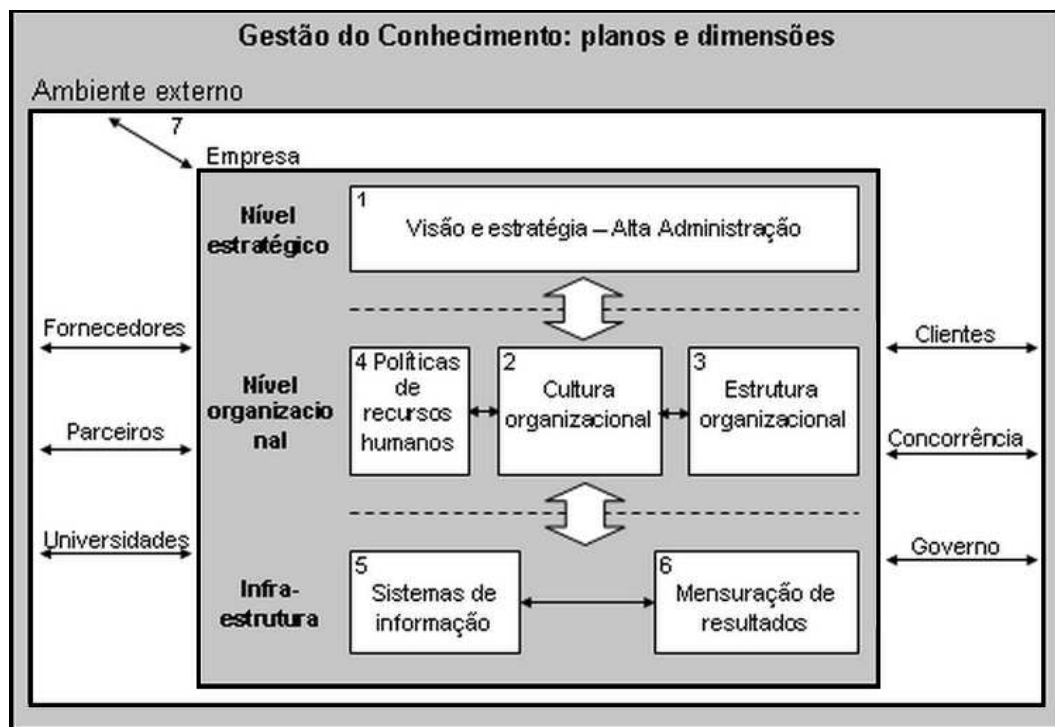 Gestão do Conhecimento: planos e dimensões
Ambiente externo
7
Empresa
Nível
estratégico
1
Visão e estratégia – Alta Administração
Fornecedores
Parceiros
Universidades
Nível
organizacio
nal
4 Políticas
de
recursos
humanos
2
Cultura
organizacional
3
Estrutura
organizacional
Clientes
Concorrência
Governo
Infra-
estrutura
5
Sistemas de
informação
6
Mensuração de
resultados